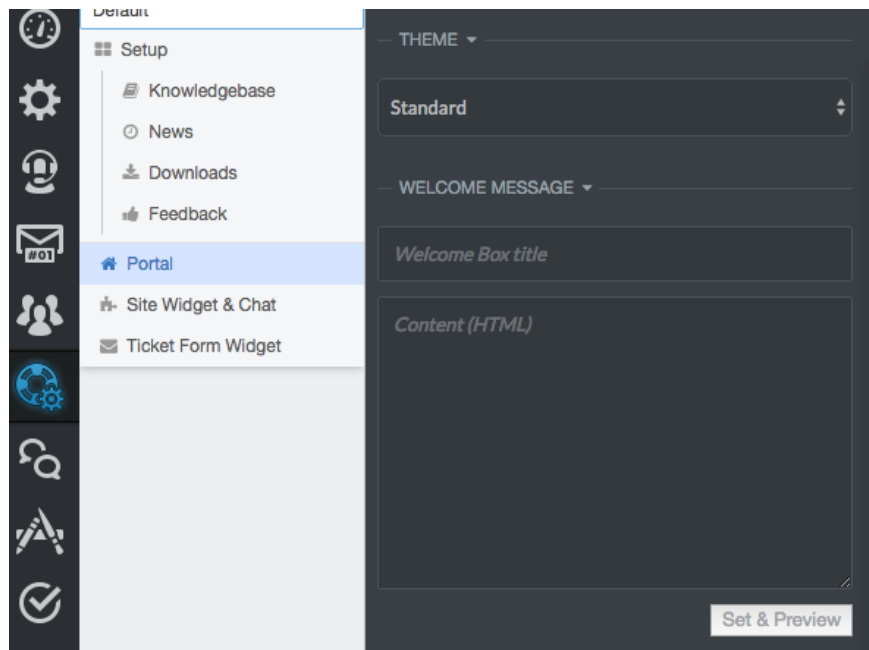 Default
Setup
Knowledgebase
News
Downloads
Feedback
Portal
Site Widget & Chat
Ticket Form Widget
#01
THEME
Standard
WELCOME MESSAGE
Welcome Box title
Content (HTML)
Set & Preview